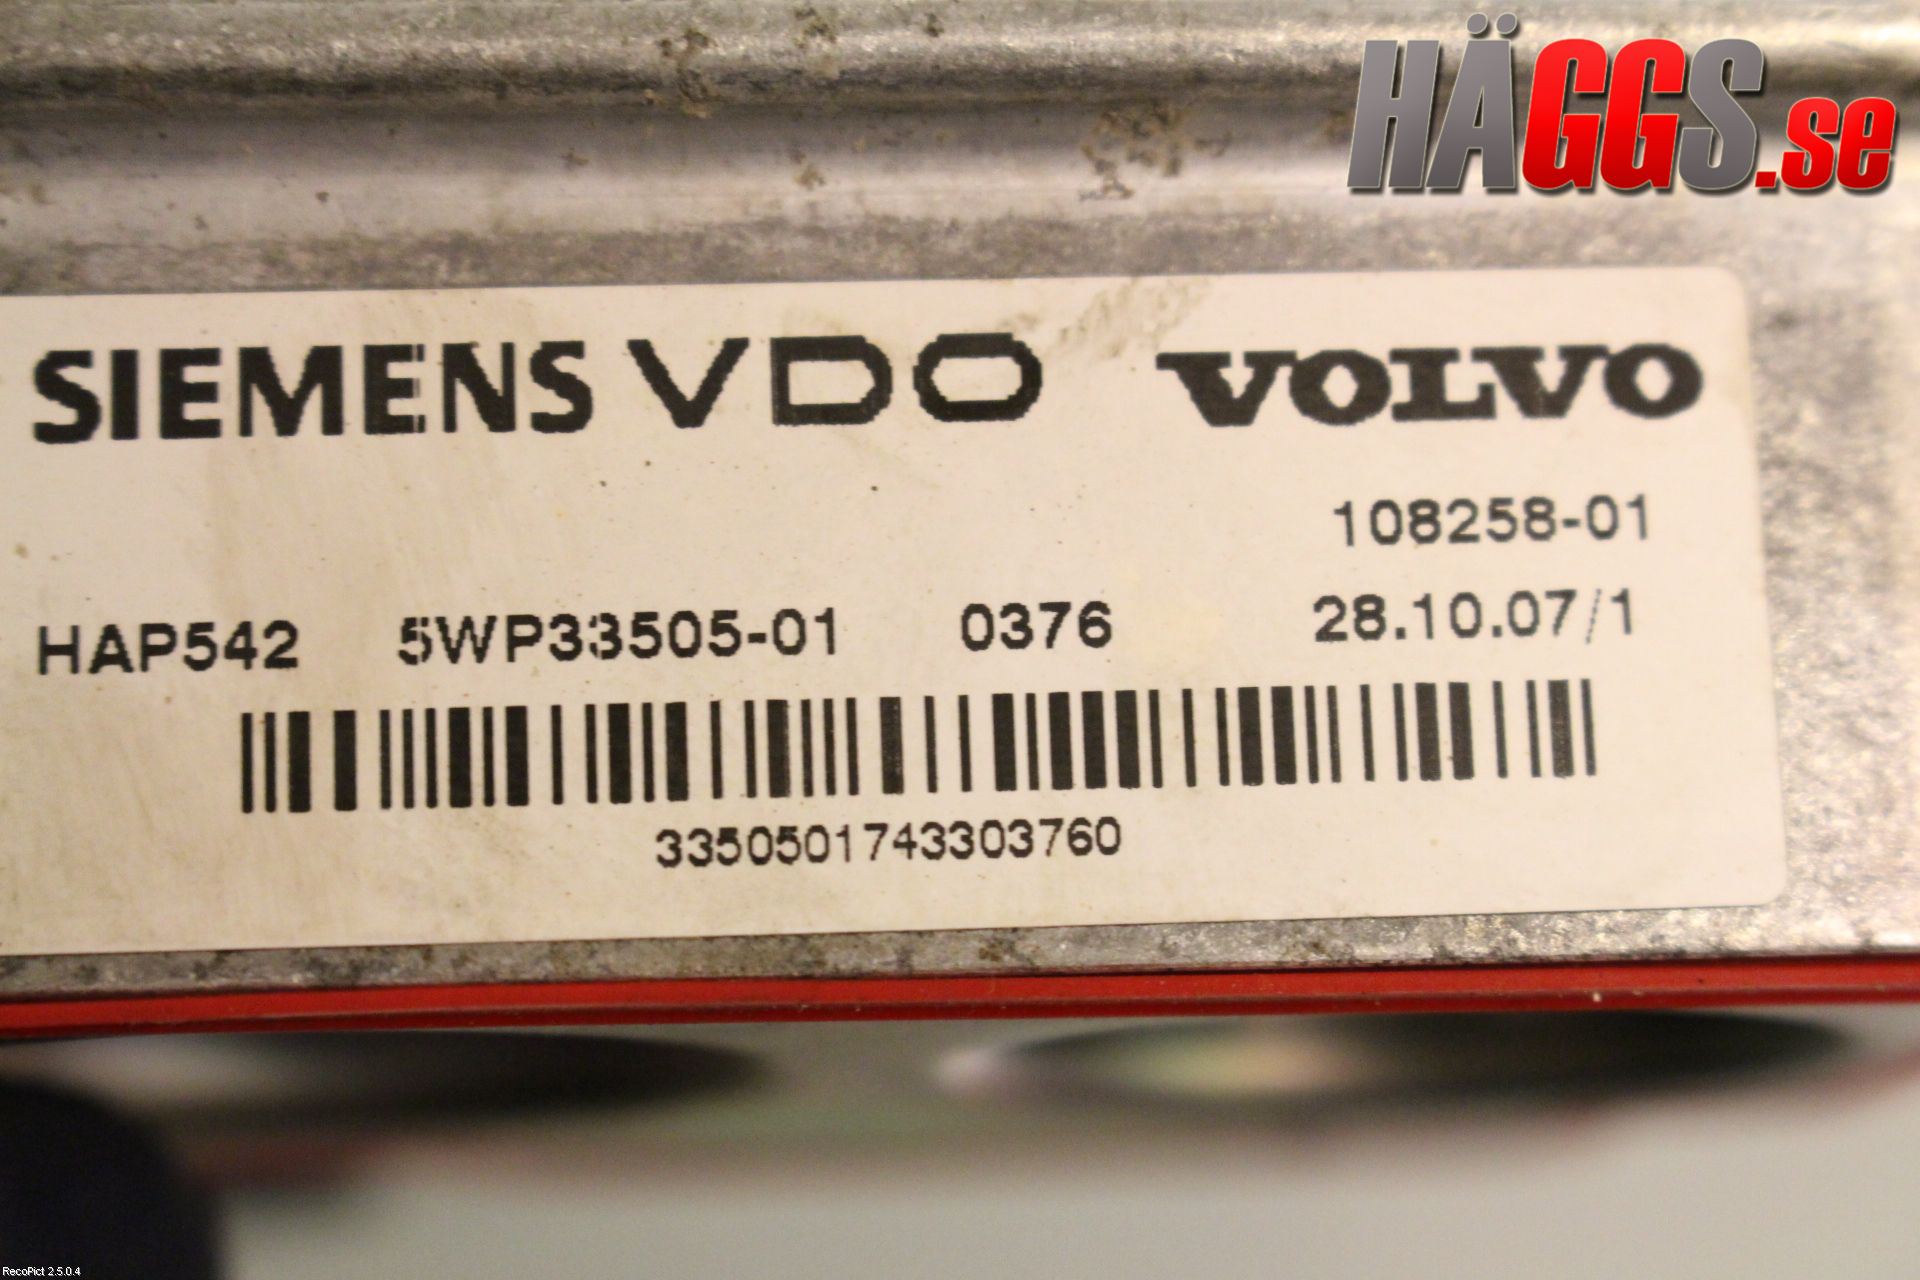 HÄGGS.se
SIEMENS VDO VOLVO
108258-01
HAP542 5WP33505-01 0376 28.10.07/1
3350501743303760
RecoPict 2.5.0.4